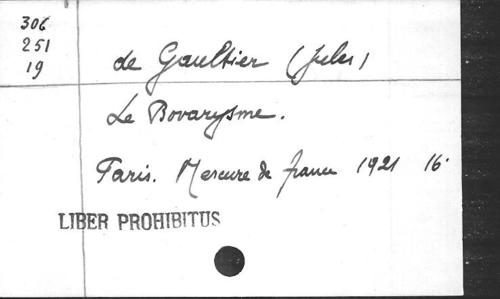 306
251
19
de Gaultier (Jules)
Le Bovarysme.
Paris. Mercure de France 1921 16°
LIBER PROHIBITUS